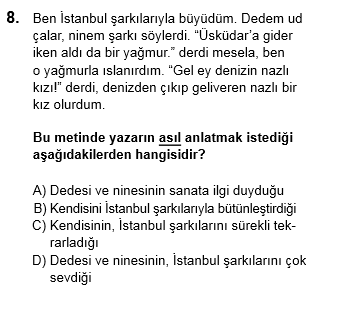 8. Ben İstanbul şarkılarıyla büyüdüm. Dedem ud
çalar, ninem şarkı söylerdi. “Üsküdar’a gider
iken aldı da bir yağmur.” derdi mesela, ben
o yağmurla ıslanırdım. “Gel ey denizin nazlı
kızı!” derdi, denizden çıkıp geliveren nazlı bir
kız olurdum.
Bu metinde yazarın asıl anlatmak istediği
aşağıdakilerden hangisidir?
A) Dedesi ve ninesinin sanata ilgi duyduğu
B) Kendisini İstanbul şarkılarıyla bütünleştirdiği
C) Kendisinin, İstanbul şarkılarını sürekli tek-
rarladığı
D) Dedesi ve ninesinin, İstanbul şarkılarını çok
sevdiği